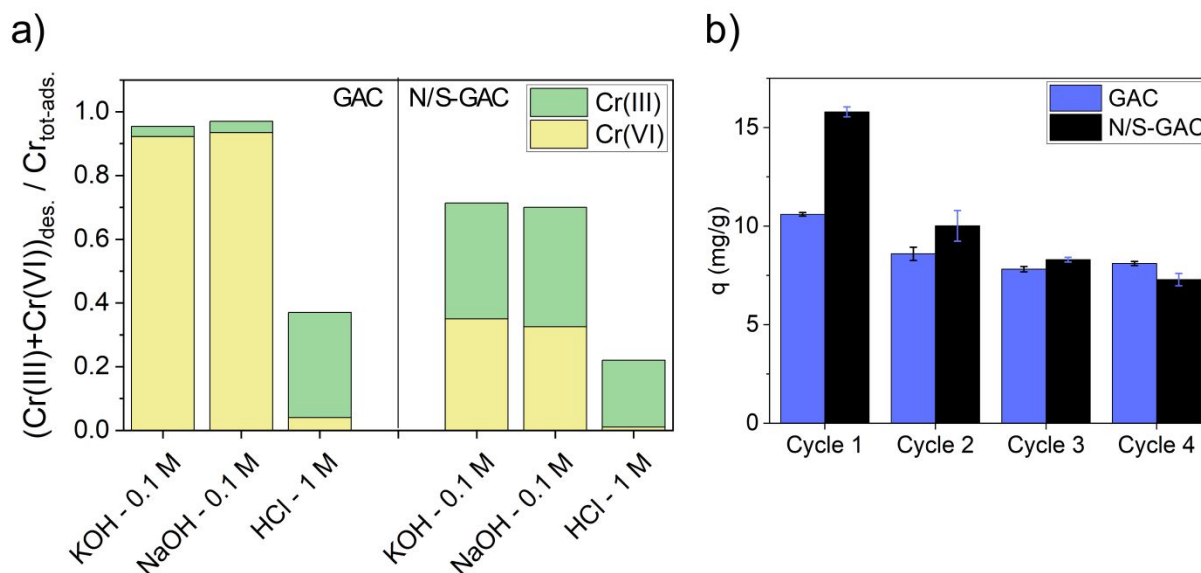 a)
(Cr(III)+Cr(VI))des. / Crtot-ads.
1.0
0.8
0.6
0.4
0.2
0.0
GAC
N/S-GAC
Cr(III)
Cr(VI)
KOH - 0.1 M
NaOH - 0.1 M
HCl - 1 M
KOH - 0.1 M
NaOH - 0.1 M
HCl - 1 M
b)
q (mg/g)
15
10
5
0
GAC
N/S-GAC
Cycle 1
Cycle 2
Cycle 3
Cycle 4